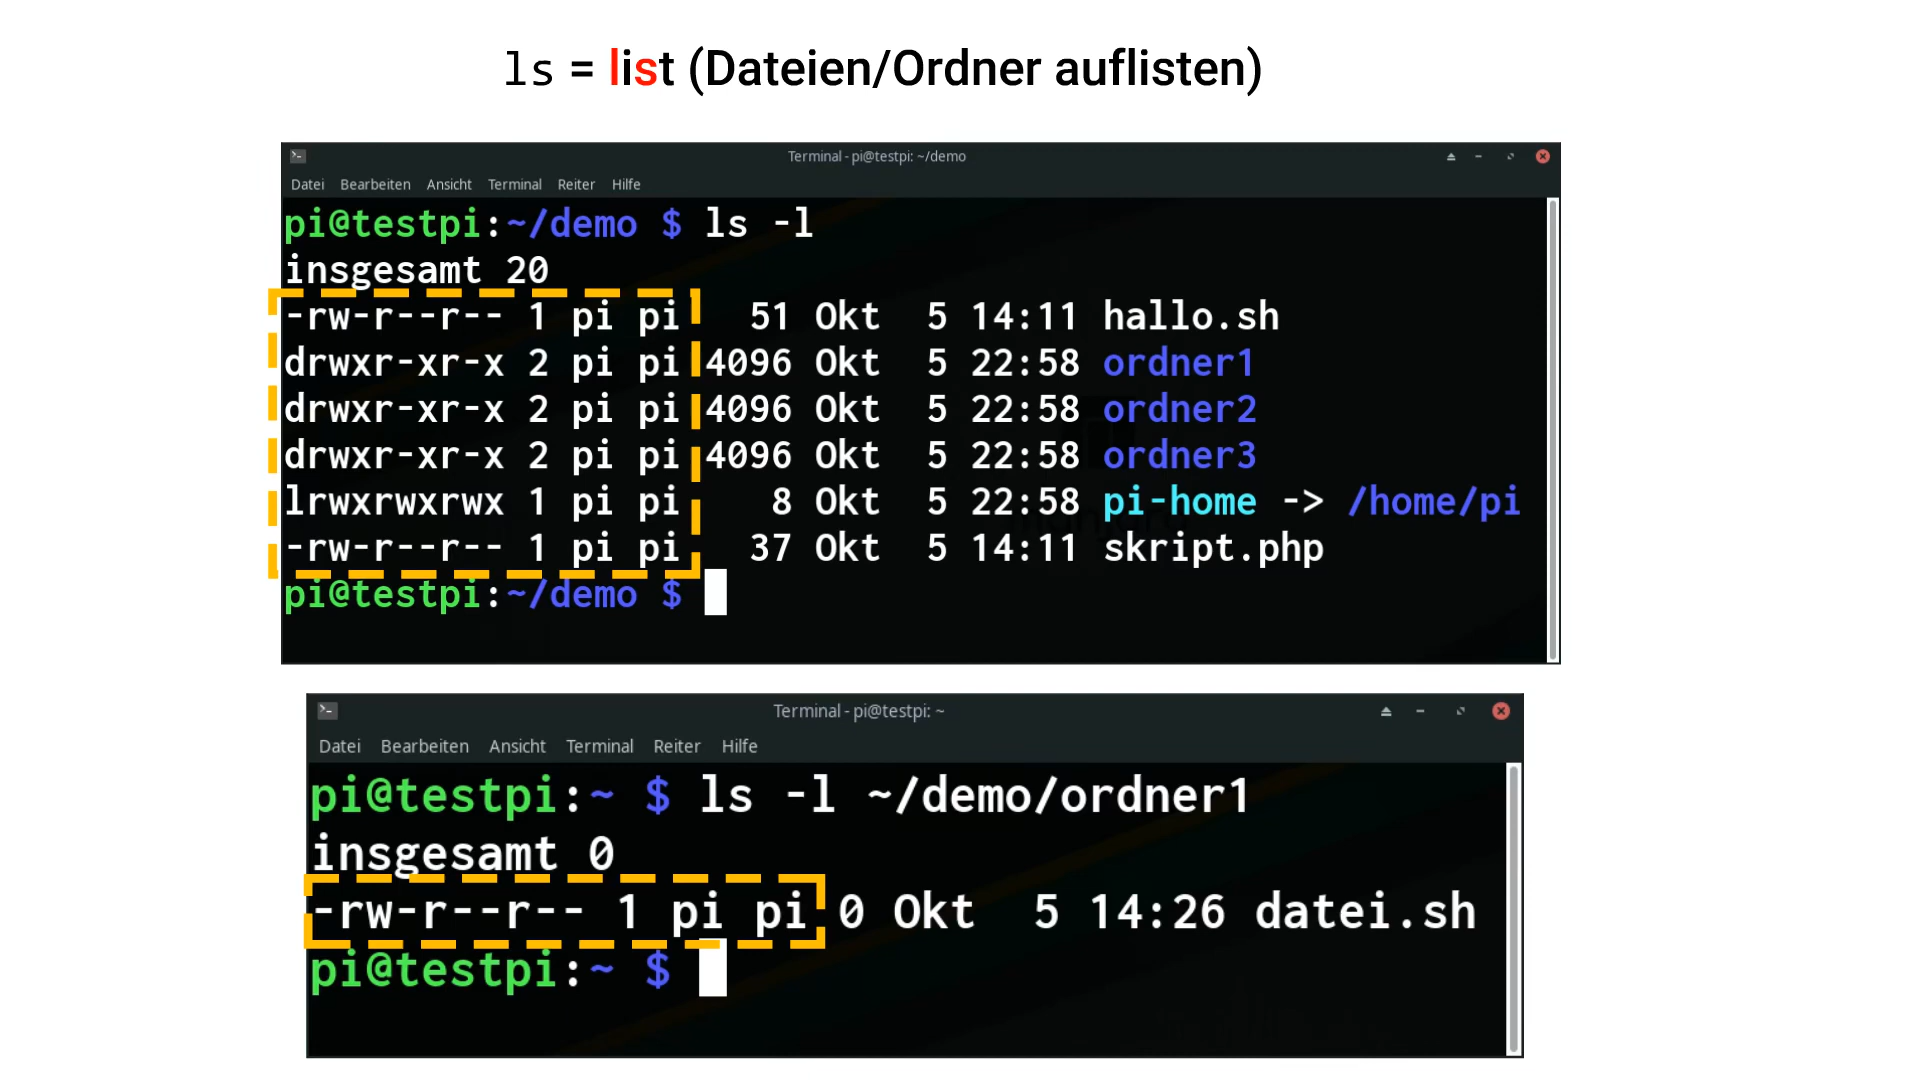 ls = list (Dateien/Ordner auflisten)
Terminal - pi@testpi: ~/demo
Datei Bearbeiten Ansicht Terminal Reiter Hilfe
pi@testpi:~/demo $ ls -l
insgesamt 20
-rw-r--r-- 1 pi pi   51 Okt  5 14:11 hallo.sh
drwxr-xr-x 2 pi pi 4096 Okt  5 22:58 ordner1
drwxr-xr-x 2 pi pi 4096 Okt  5 22:58 ordner2
drwxr-xr-x 2 pi pi 4096 Okt  5 22:58 ordner3
lrwxrwxrwx 1 pi pi    8 Okt  5 22:58 pi-home -> /home/pi
-rw-r--r-- 1 pi pi   37 Okt  5 14:11 skript.php
pi@testpi:~/demo $
Terminal - pi@testpi: ~
Datei Bearbeiten Ansicht Terminal Reiter Hilfe
pi@testpi:~ $ ls -l ~/demo/ordner1
insgesamt 0
-rw-r--r-- 1 pi pi 0 Okt  5 14:26 datei.sh
pi@testpi:~ $